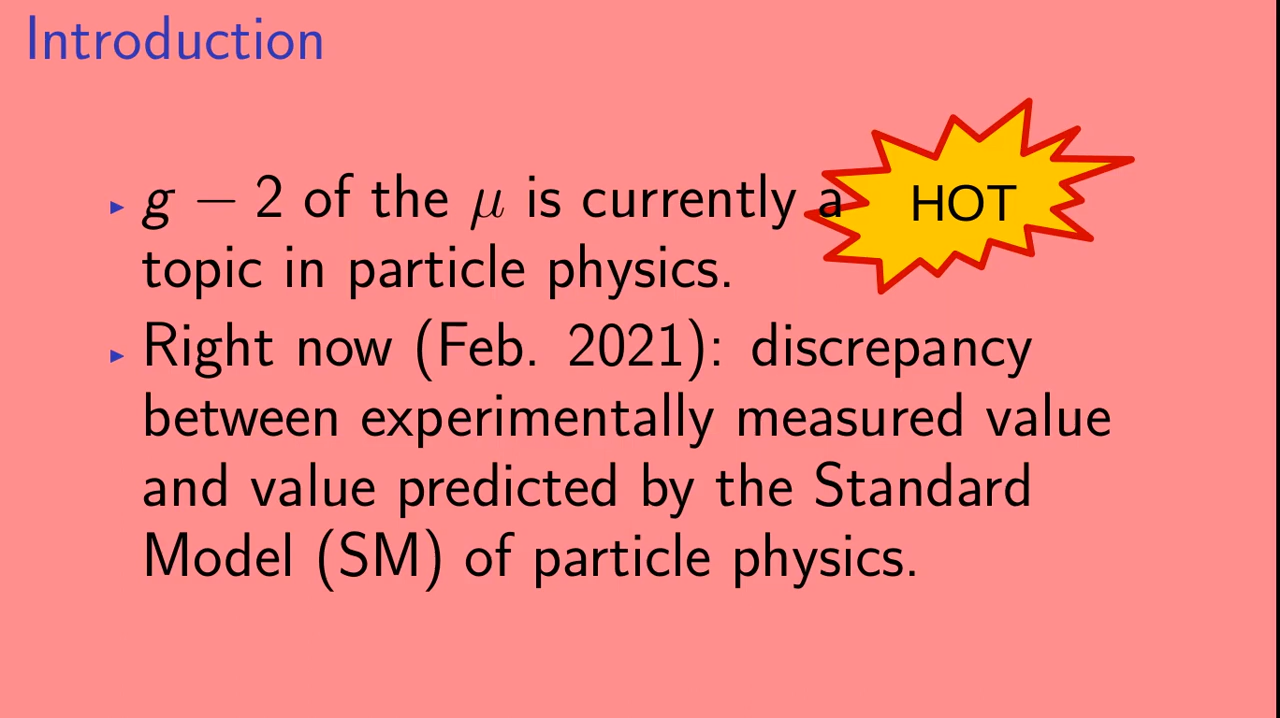 Introduction
g − 2 of the μ is currently a HOT
topic in particle physics.
Right now (Feb. 2021): discrepancy
between experimentally measured value
and value predicted by the Standard
Model (SM) of particle physics.